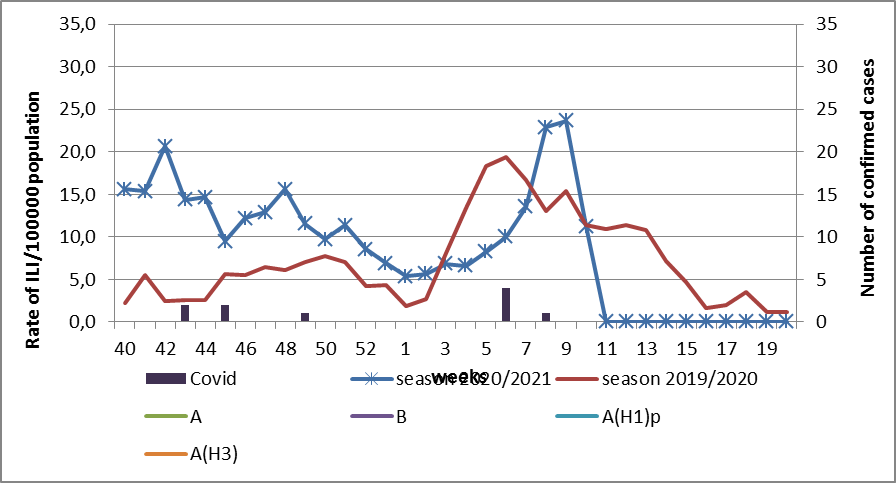 35,0 35
30,0 30
25,0 25
20,0 20
15,0 15
10,0 10
5,0 5
0,0 0
Rate of ILI/100000 population
Number of confirmed cases
40 42 44 46 48 50 52 1 3 5 7 9 11 13 15 17 19
weeks
Covid season 2020/2021 season 2019/2020
A B A(H1)p
A(H3)